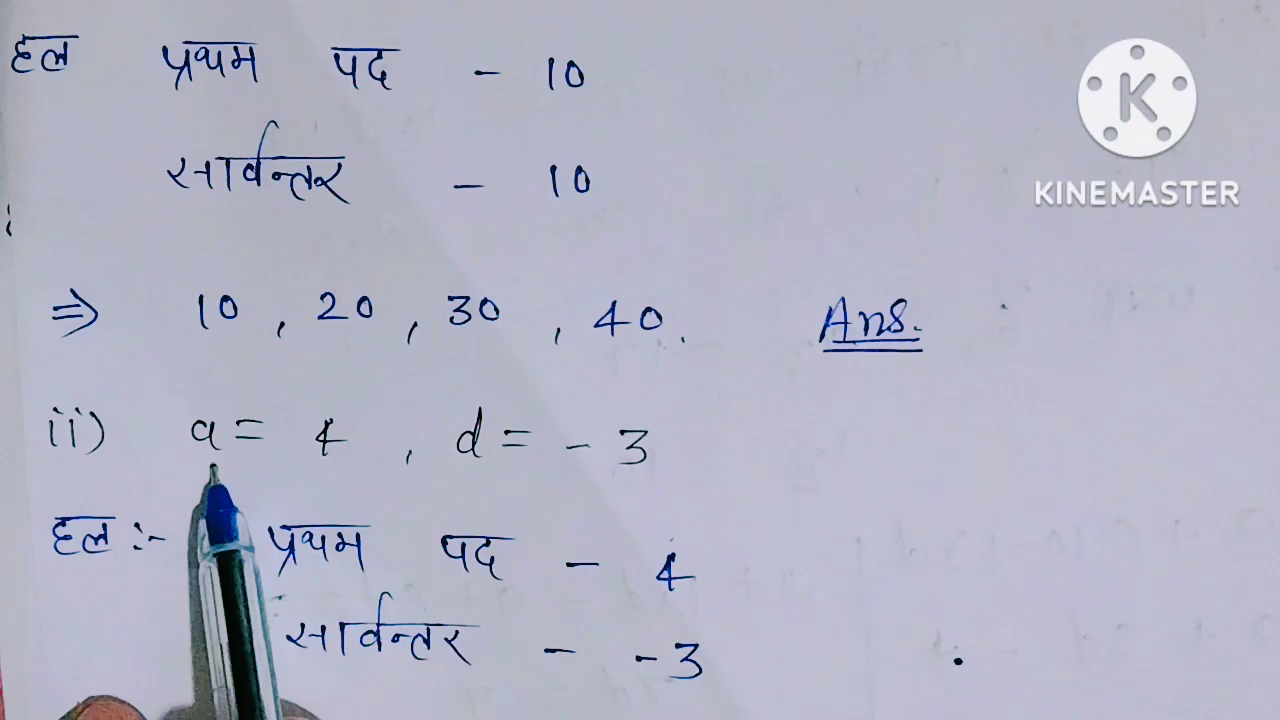 हल प्रथम पद - 10
K
KINEMASTER
सार्वन्तर - 10
⇒ 10 , 20 , 30 , 40 . Ans.
ii) a = 4 , d = - 3
हल :- प्रथम पद - 4
सार्वन्तर - -3